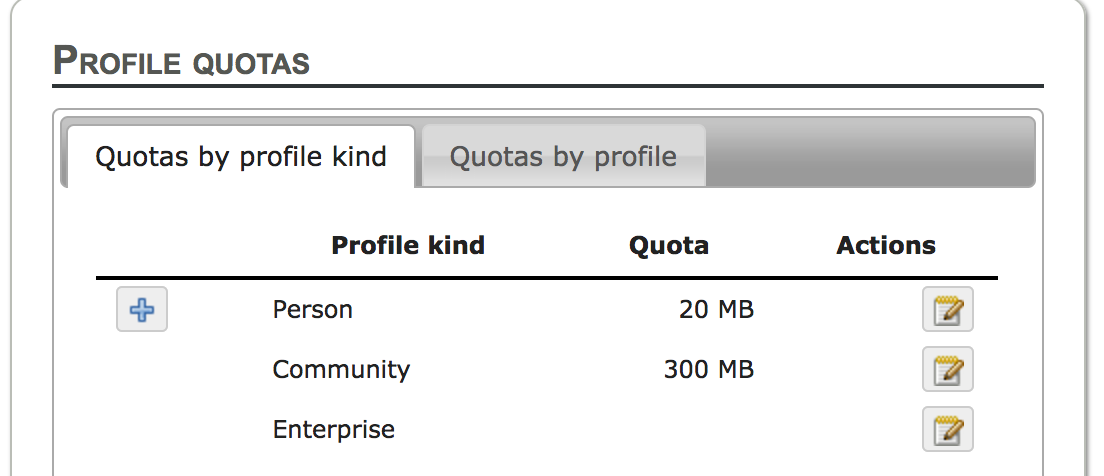 Profile quotas
Quotas by profile kind Quotas by profile
Profile kind Quota Actions
Person 20 MB
Community 300 MB
Enterprise